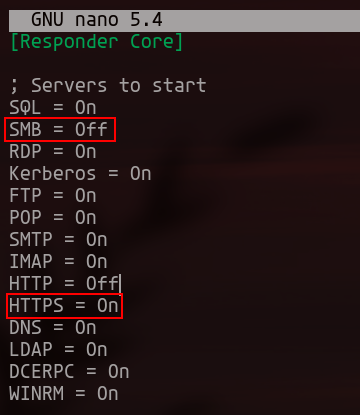 GNU nano 5.4
[Responder Core]
; Servers to start
SQL = On
SMB = Off
RDP = On
Kerberos = On
FTP = On
POP = On
SMTP = On
IMAP = On
HTTP = Off
HTTPS = On
DNS = On
LDAP = On
DCERPC = On
WINRM = On